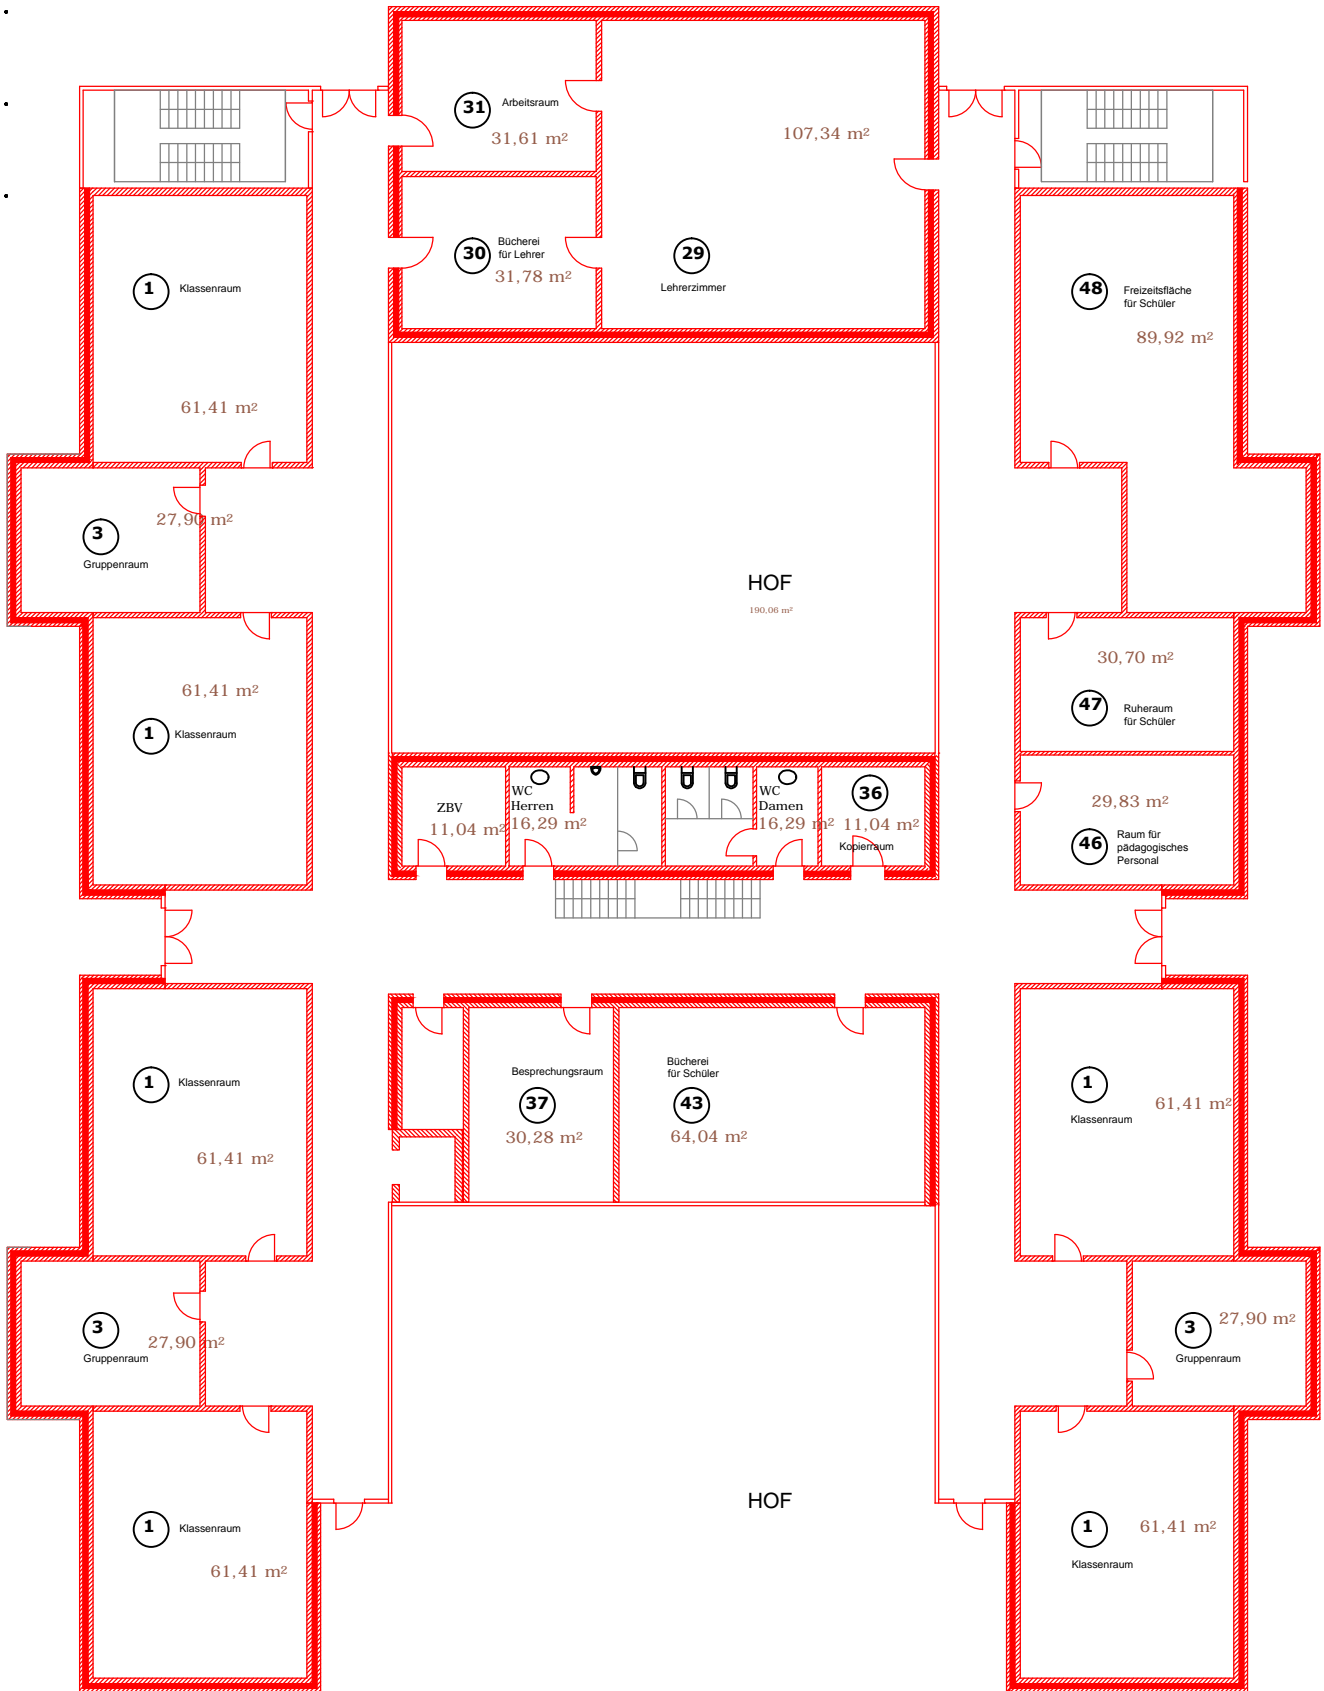 31
Arbeitsraum
31,61 m²
107,34 m²
30
Bücherei
für Lehrer
31,78 m²
29
Lehrerzimmer
1
Klassenraum
61,41 m²
48
Freizeitsfläche
für Schüler
89,92 m²
27,90 m²
3
Gruppenraum
HOF
190,06 m²
61,41 m²
1
Klassenraum
30,70 m²
47
Ruheraum
für Schüler
ZBV
11,04 m²
WC
Herren
16,29 m²
WC
Damen
16,29 m²
36
11,04 m²
Kopierraum
29,83 m²
46
Raum für
pädagogisches
Personal
1
Klassenraum
61,41 m²
Besprechungsraum
37
30,28 m²
Bücherei
für Schüler
43
64,04 m²
1
61,41 m²
Klassenraum
3
27,90 m²
Gruppenraum
3
27,90 m²
Gruppenraum
HOF
1
Klassenraum
61,41 m²
1
61,41 m²
Klassenraum